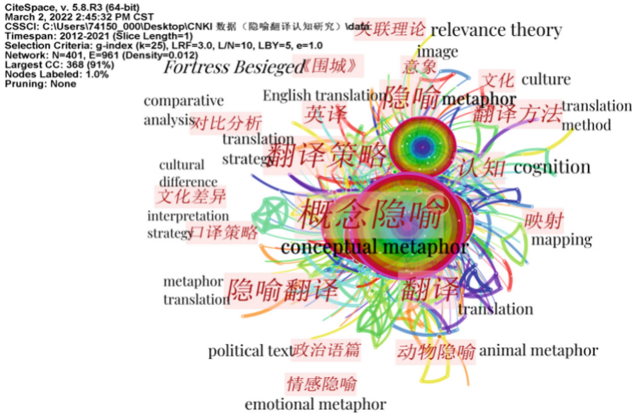 CiteSpace, v. 5.8.R3 (64-bit)
March 2, 2022 2:45:32 PM CST
CSSCI: C:\Users\74150_000\Desktop\CNKI 数据（隐喻翻译认知研究）\data
Timespan: 2012-2021 (Slice Length=1)
Selection Criteria: g-index (k=25), LRF=3.0, L/N=10, LBY=5, e=1.0
Network: N=401, E=961 (Density=0.012)
Largest CC: 368 (91%)
Nodes Labeled: 1.0%
Pruning: None
关联理论 relevance theory
image
意象
Fortress Besieged《围城》
文化 culture
English translation
隐喻 metaphor
comparative
analysis 对比分析
英译
翻译方法 translation
method
translation
strategy 翻译策略
认知 cognition
cultural
difference
文化差异
概念隐喻
conceptual metaphor
映射
mapping
interpretation
strategy 口译策略
metaphor
translation 隐喻翻译
翻译
translation
political text 政治语篇
动物隐喻 animal metaphor
情感隐喻
emotional metaphor